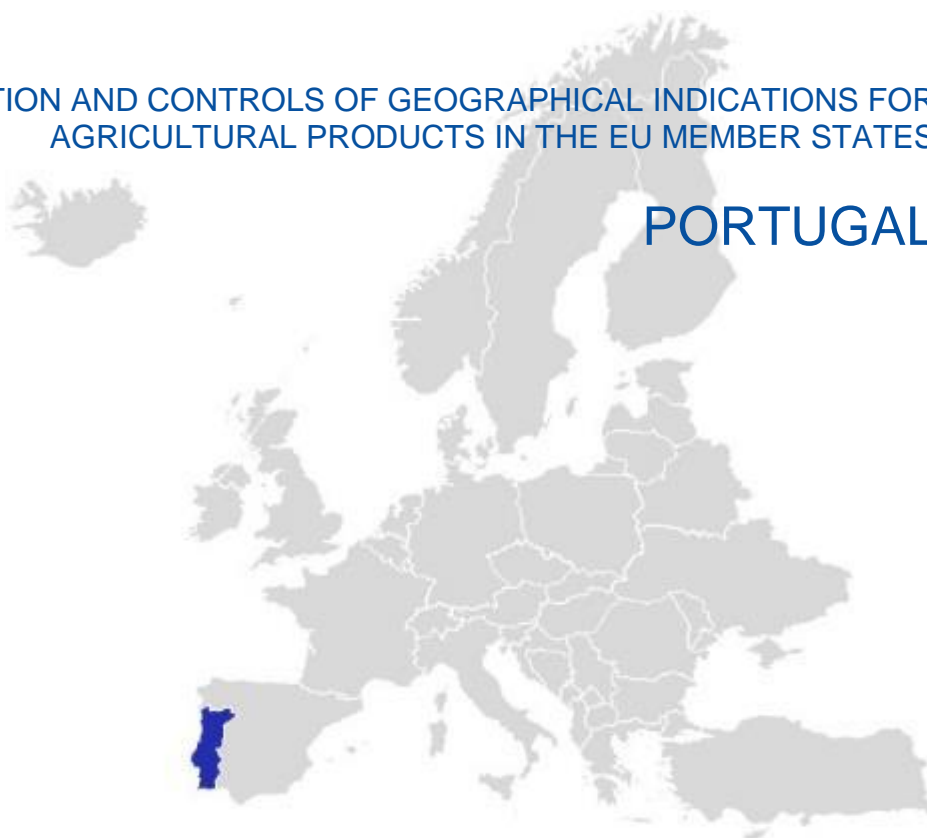 TION AND CONTROLS OF GEOGRAPHICAL INDICATIONS FOR
AGRICULTURAL PRODUCTS IN THE EU MEMBER STATES
PORTUGAL